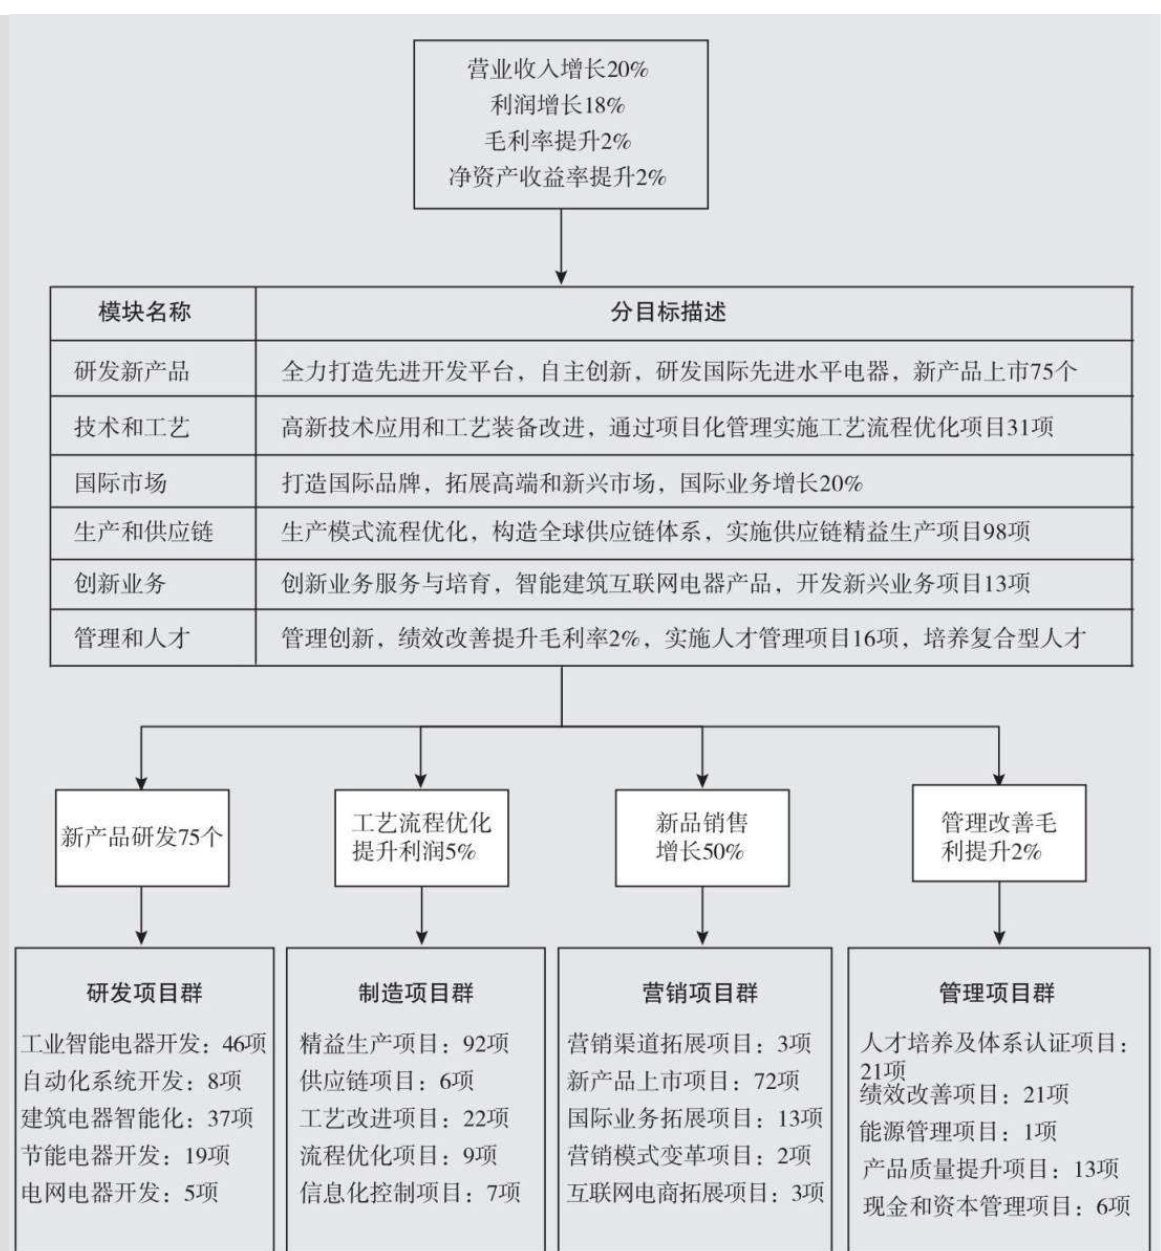 营业收入增长20%
利润增长18%
毛利率提升2%
净资产收益率提升2%
模块名称 分目标描述
研发新产品 全力打造先进开发平台，自主创新，研发国际先进水平电器，新产品上市75个
技术和工艺 高新技术应用和工艺装备改进，通过项目化管理实施工艺流程优化项目31项
国际市场 打造国际品牌，拓展高端和新兴市场，国际业务增长20%
生产和供应链 生产模式流程优化，构造全球供应链体系，实施供应链精益生产项目98项
创新业务 创新业务服务与培育，智能建筑互联网电器产品，开发新兴业务项目13项
管理和人才 管理创新，绩效改善提升毛利率2%，实施人才管理项目16项，培养复合型人才
新产品研发75个
工艺流程优化
提升利润5%
新品销售
增长50%
管理改善毛
利提升2%
研发项目群
工业智能电器开发：46项
自动化系统开发：8项
建筑电器智能化：37项
节能电器开发：19项
电网电器开发：5项
制造项目群
精益生产项目：92项
供应链项目：6项
工艺改进项目：22项
流程优化项目：9项
信息化控制项目：7项
营销项目群
营销渠道拓展项目：3项
新产品上市项目：72项
国际业务拓展项目：13项
营销模式变革项目：2项
互联网电商拓展项目：3项
管理项目群
人才培养及体系认证项目：
21项
绩效改善项目：21项
能源管理项目：1项
产品质量提升项目：13项
现金和资本管理项目：6项